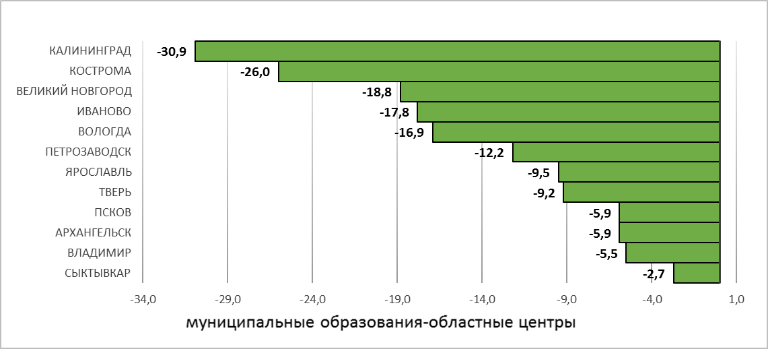 КАЛИНИНГРАД -30,9
КОСТРОМА -26,0
ВЕЛИКИЙ НОВГОРОД -18,8
ИВАНОВО -17,8
ВОЛОГДА -16,9
ПЕТРОЗАВОДСК -12,2
ЯРОСЛАВЛЬ -9,5
ТВЕРЬ -9,2
ПСКОВ -5,9
АРХАНГЕЛЬСК -5,9
ВЛАДИМИР -5,5
СЫКТЫВКАР -2,7
-34,0 -29,0 -24,0 -19,0 -14,0 -9,0 -4,0 1,0
муниципальные образования-областные центры